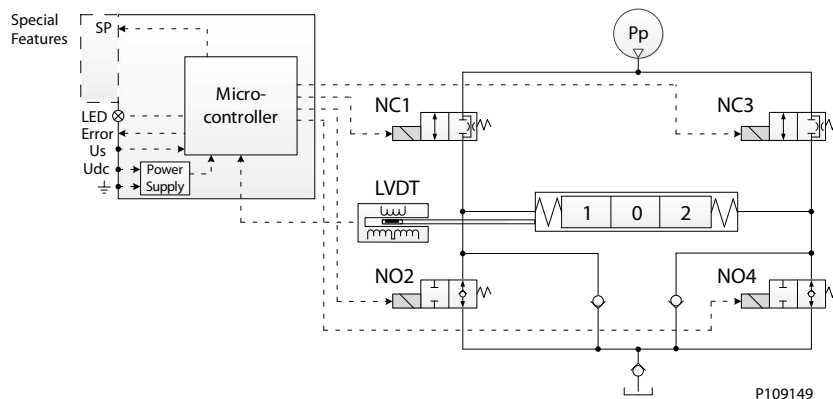 Special
Features
SP
Pp
Micro-
controller
NC1
NC3
LED
Error
Us
Udc
Power
Supply
LVDT
1 0 2
NO2
NO4
P109149